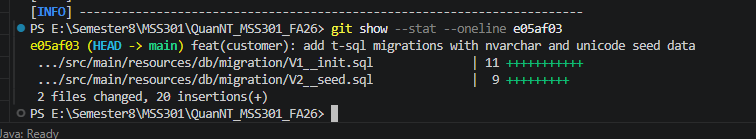 [INFO] ------------------------------------------------------------------------
PS E:\Semester8\MSS301\QuanNT_MSS301_FA26> git show --stat --oneline e05af03
e05af03 (HEAD -> main) feat(customer): add t-sql migrations with nvarchar and unicode seed data
.../src/main/resources/db/migration/V1__init.sql | 11 +++++++++++
.../src/main/resources/db/migration/V2__seed.sql | 9 +++++++++
2 files changed, 20 insertions(+)
PS E:\Semester8\MSS301\QuanNT_MSS301_FA26>
Java: Ready